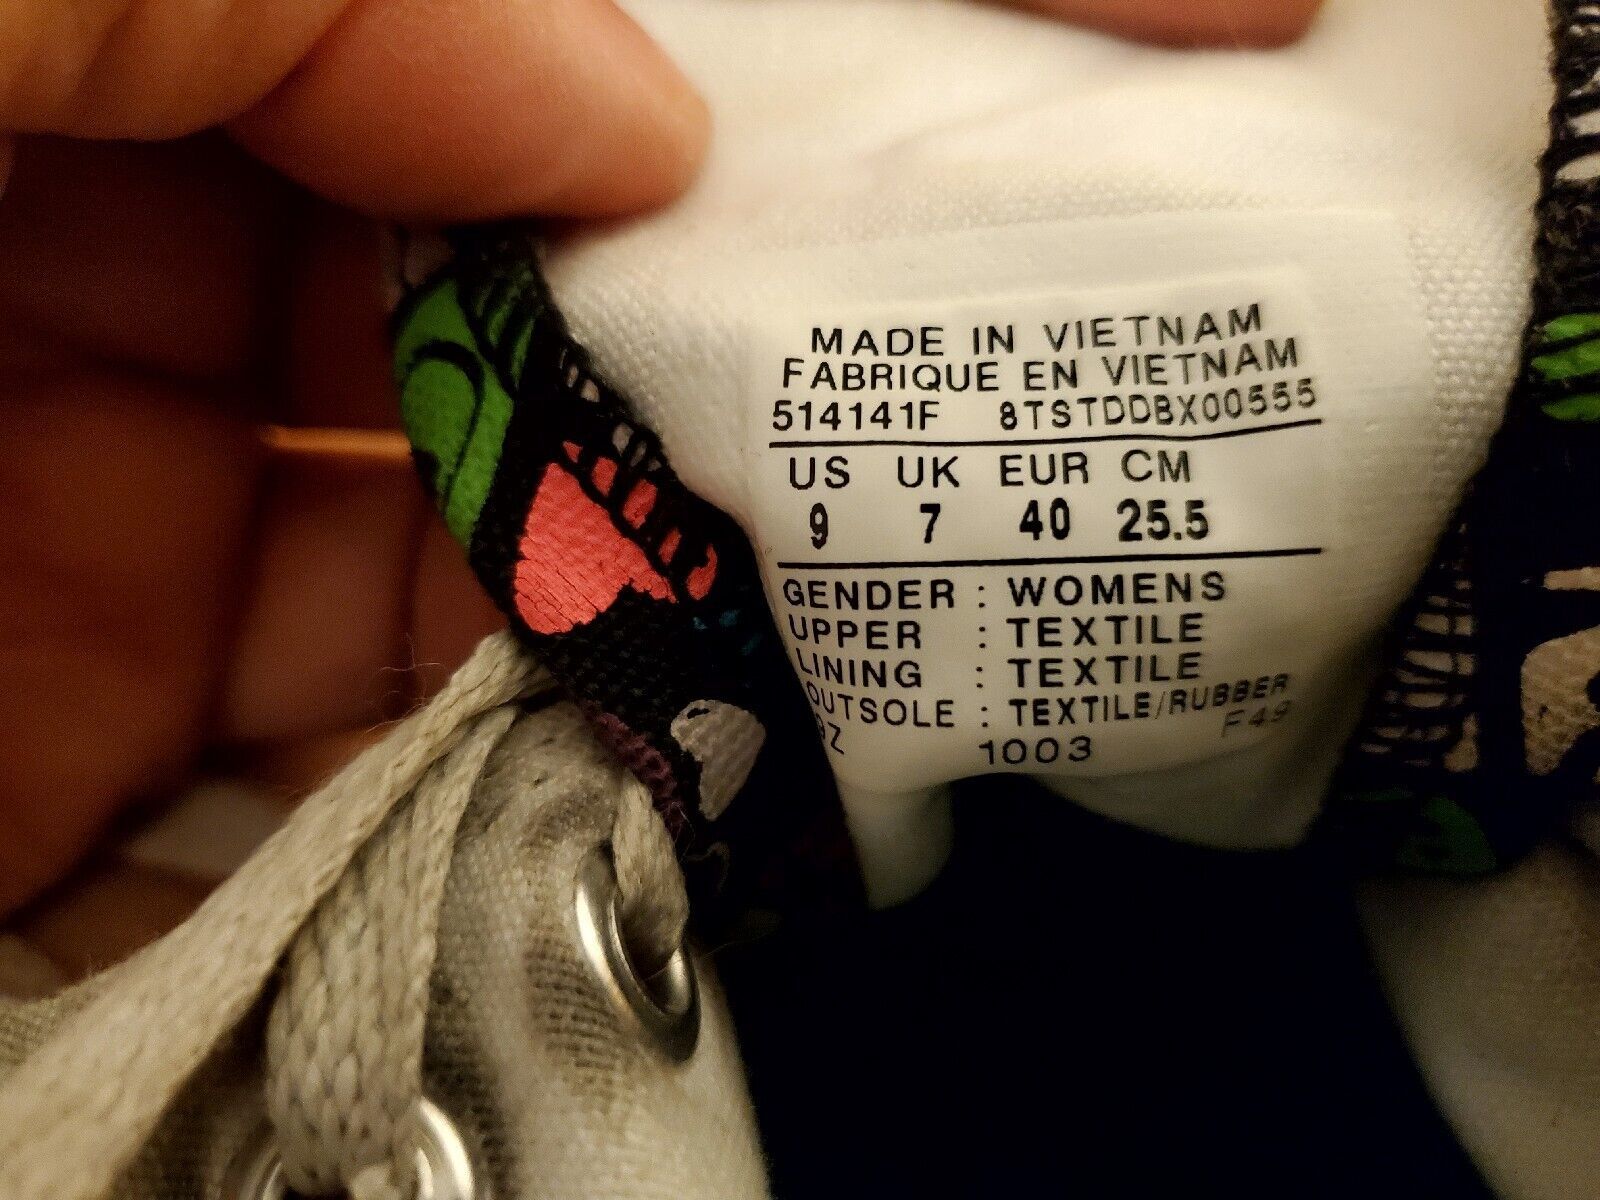 MADE IN VIETNAM
FABRIQUE EN VIETNAM
514141F 8TSTDDBX00555
US UK EUR CM
9 7 40 25.5
GENDER : WOMENS
UPPER : TEXTILE
LINING : TEXTILE
OUTSOLE : TEXTILE/RUBBER
9Z 1003 F49